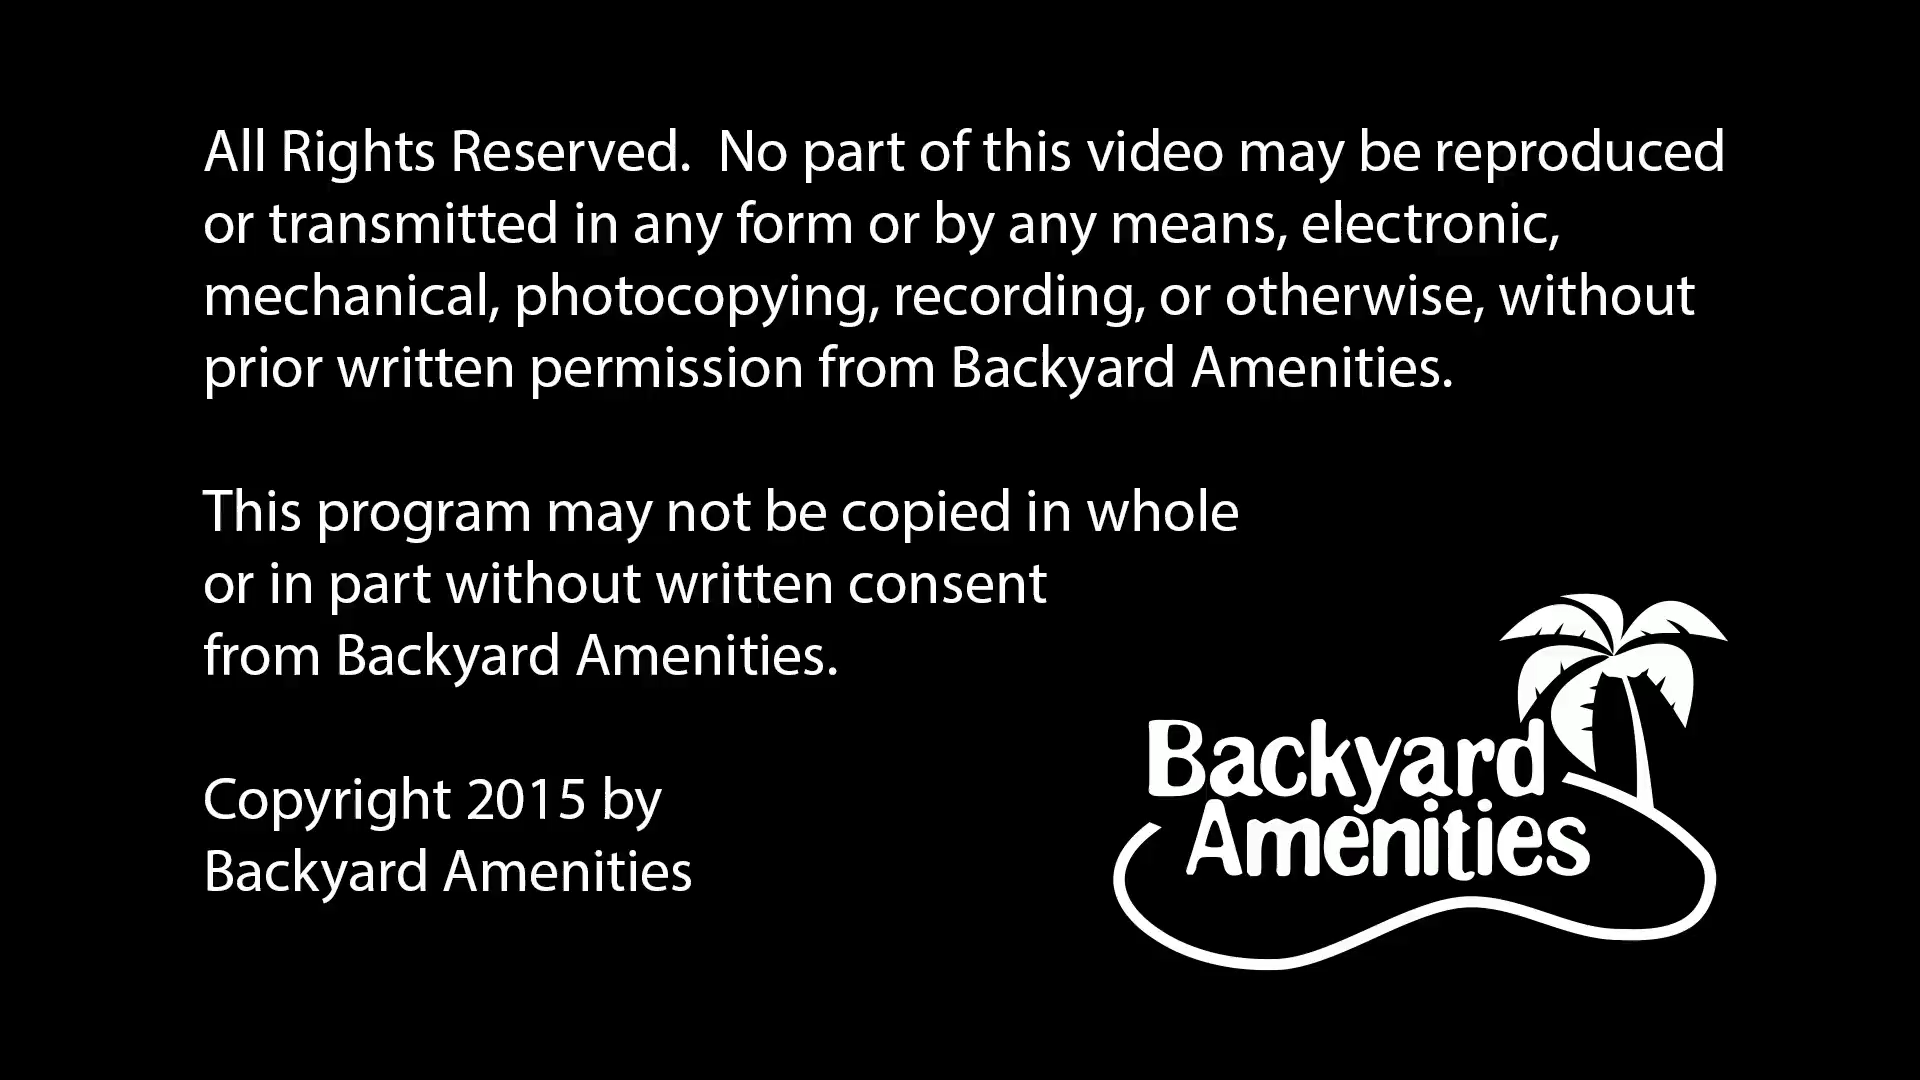 All Rights Reserved.  No part of this video may be reproduced
or transmitted in any form or by any means, electronic,
mechanical, photocopying, recording, or otherwise, without
prior written permission from Backyard Amenities.
This program may not be copied in whole
or in part without written consent
from Backyard Amenities.
Copyright 2015 by
Backyard Amenities
Backyard
Amenities